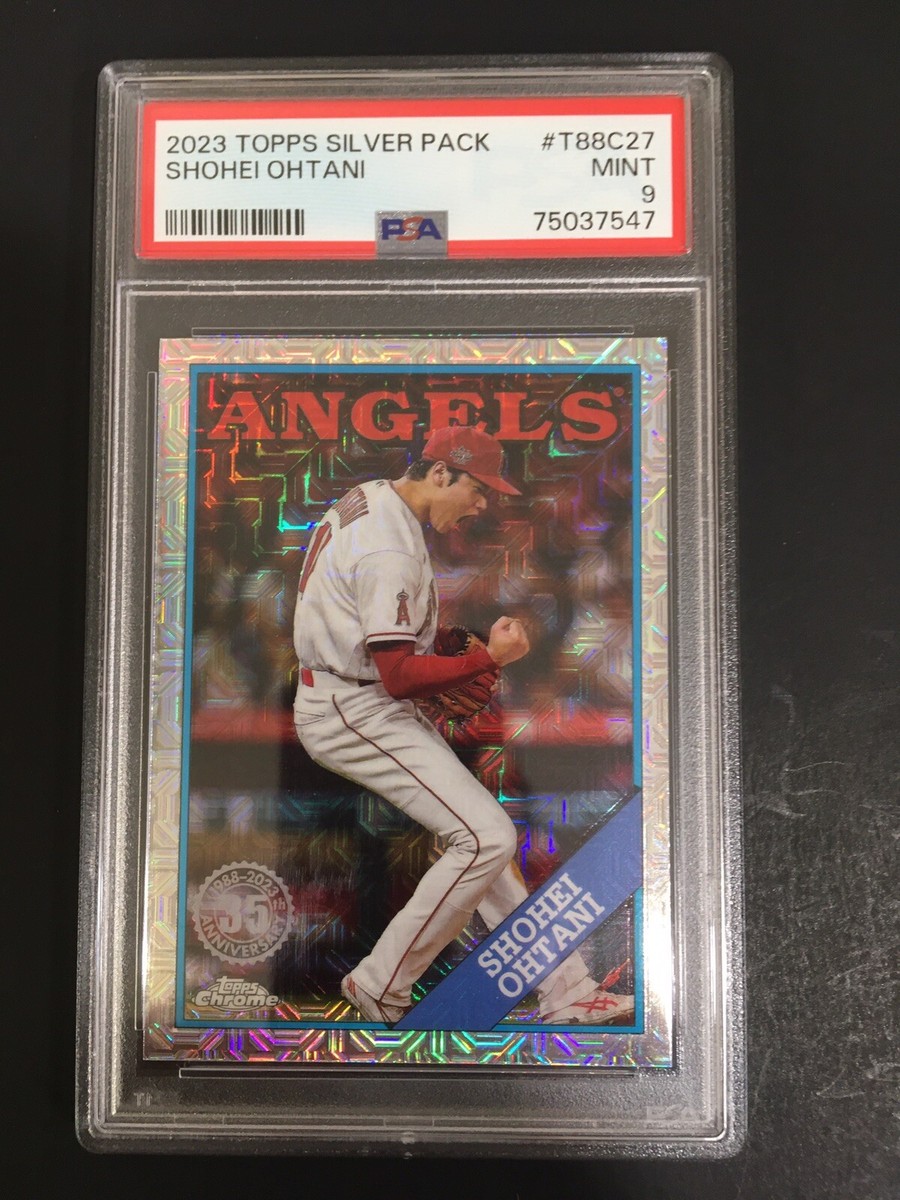 2023 TOPPS SILVER PACK #T88C27
SHOHEI OHTANI MINT
9
PSA 75037547
ANGELS
A
1988-2023
35th
ANNIVERSARY
topps
Chrome
SHOHEI
OHTANI